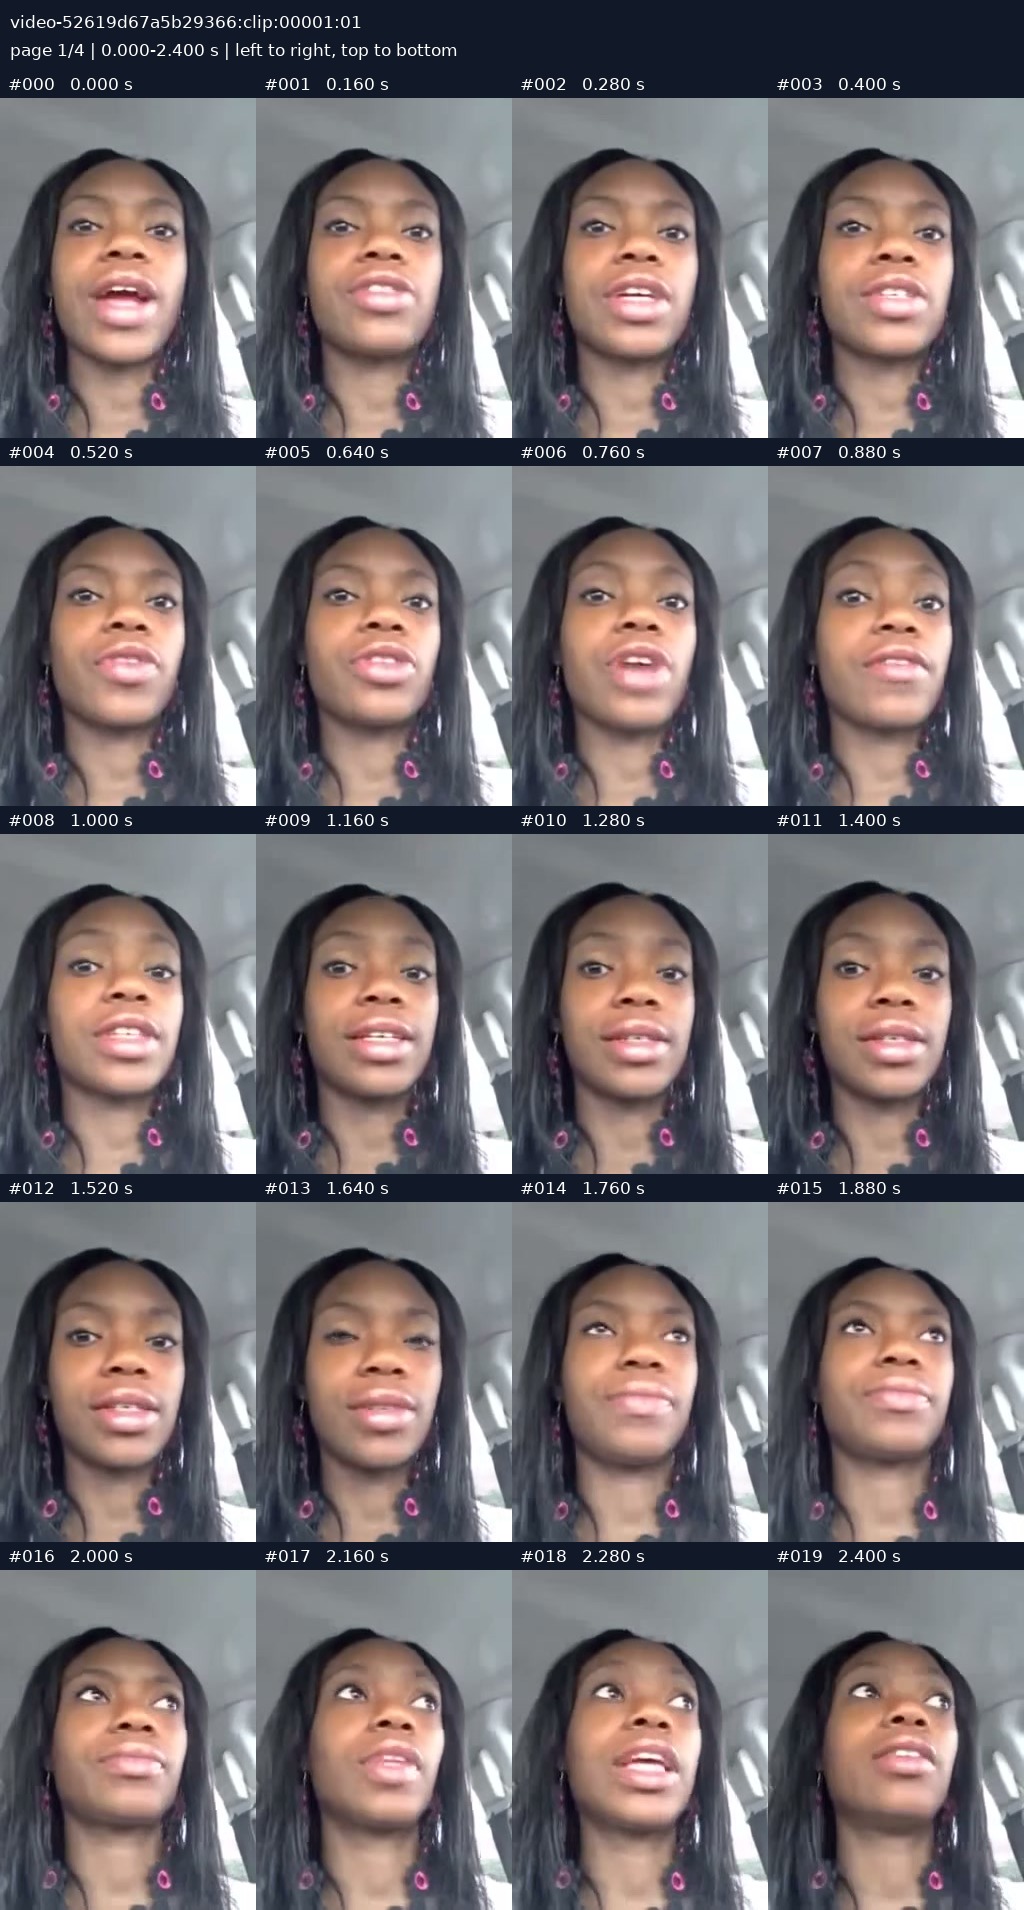 video-52619d67a5b29366:clip:00001:01
page 1/4 | 0.000-2.400 s | left to right, top to bottom
#000 0.000 s
#001 0.160 s
#002 0.280 s
#003 0.400 s
#004 0.520 s
#005 0.640 s
#006 0.760 s
#007 0.880 s
#008 1.000 s
#009 1.160 s
#010 1.280 s
#011 1.400 s
#012 1.520 s
#013 1.640 s
#014 1.760 s
#015 1.880 s
#016 2.000 s
#017 2.160 s
#018 2.280 s
#019 2.400 s